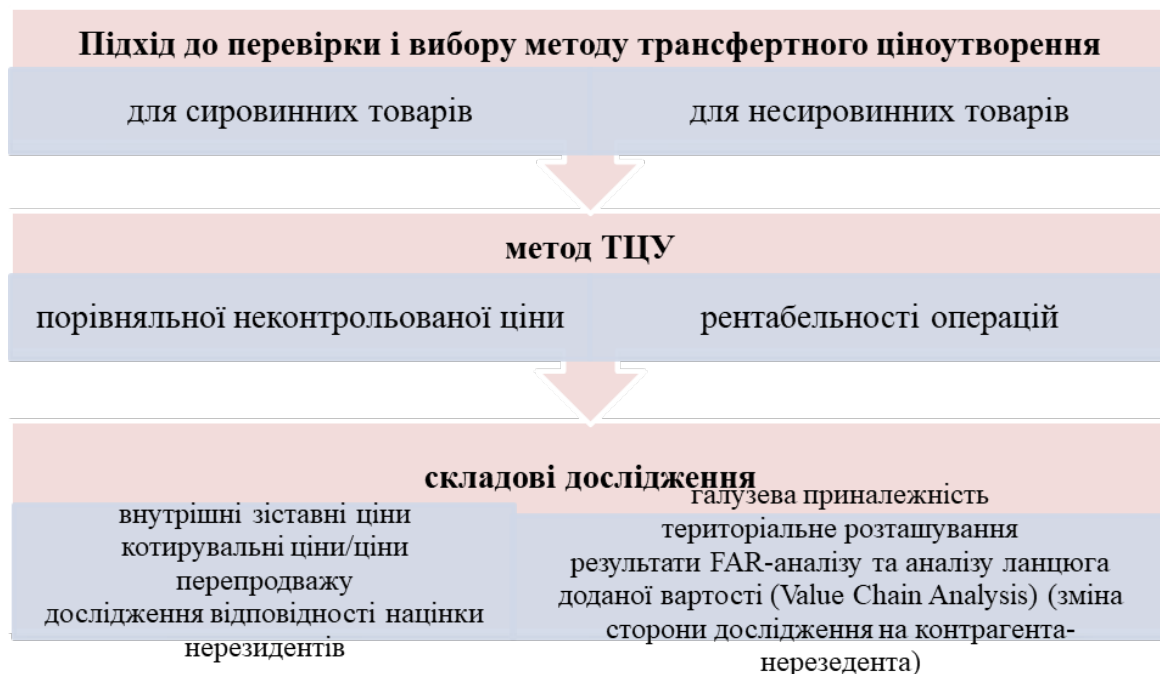 Підхід до перевірки і вибору методу трансфертного ціноутворення
для сировинних товарів
для несировинних товарів
метод ТЦУ
порівняльної неконтрольованої ціни
рентабельності операцій
складові дослідження
внутрішні зіставні ціни
котирувальні ціни/ціни
перепродважу
дослідження відповідності націнки
нерезидентів
галузева приналежність
територіальне розташування
результати FAR-аналізу та аналізу ланцюга
доданої вартості (Value Chain Analysis) (зміна
сторони дослідження на контрагента-
нерезедента)